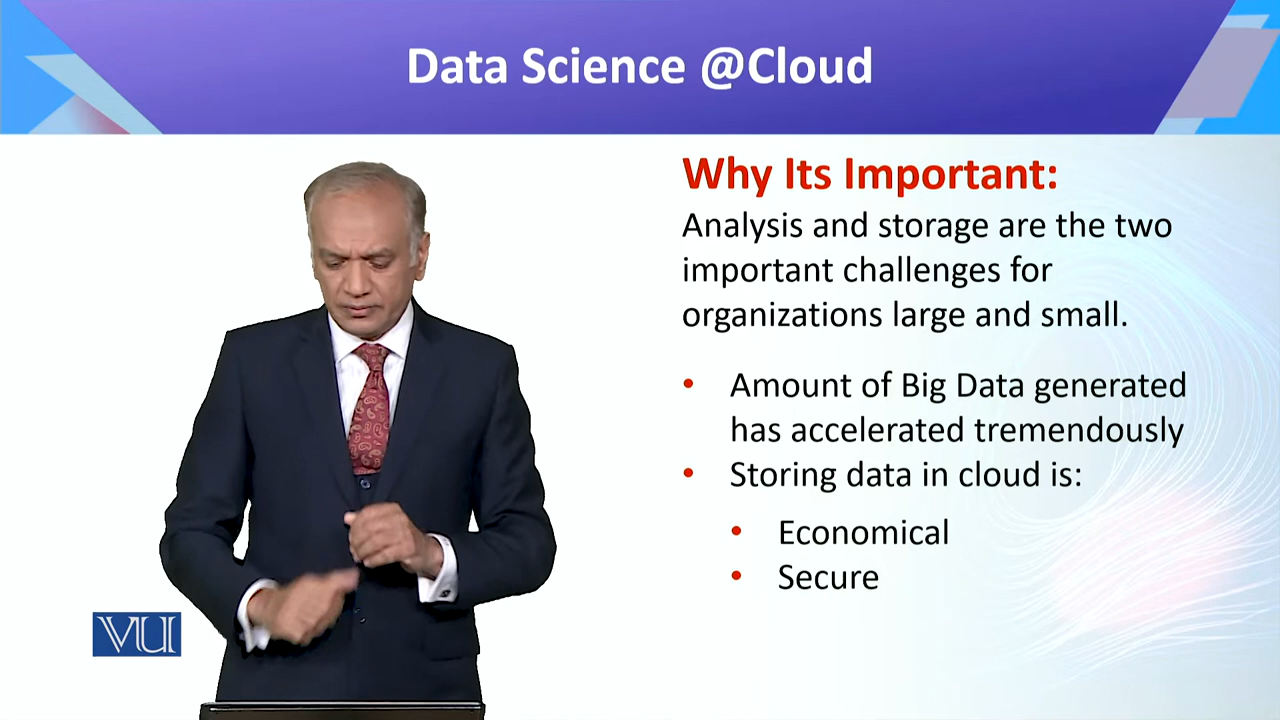 Data Science @Cloud
Why Its Important:
Analysis and storage are the two
important challenges for
organizations large and small.
• Amount of Big Data generated
has accelerated tremendously
• Storing data in cloud is:
• Economical
• Secure
VU